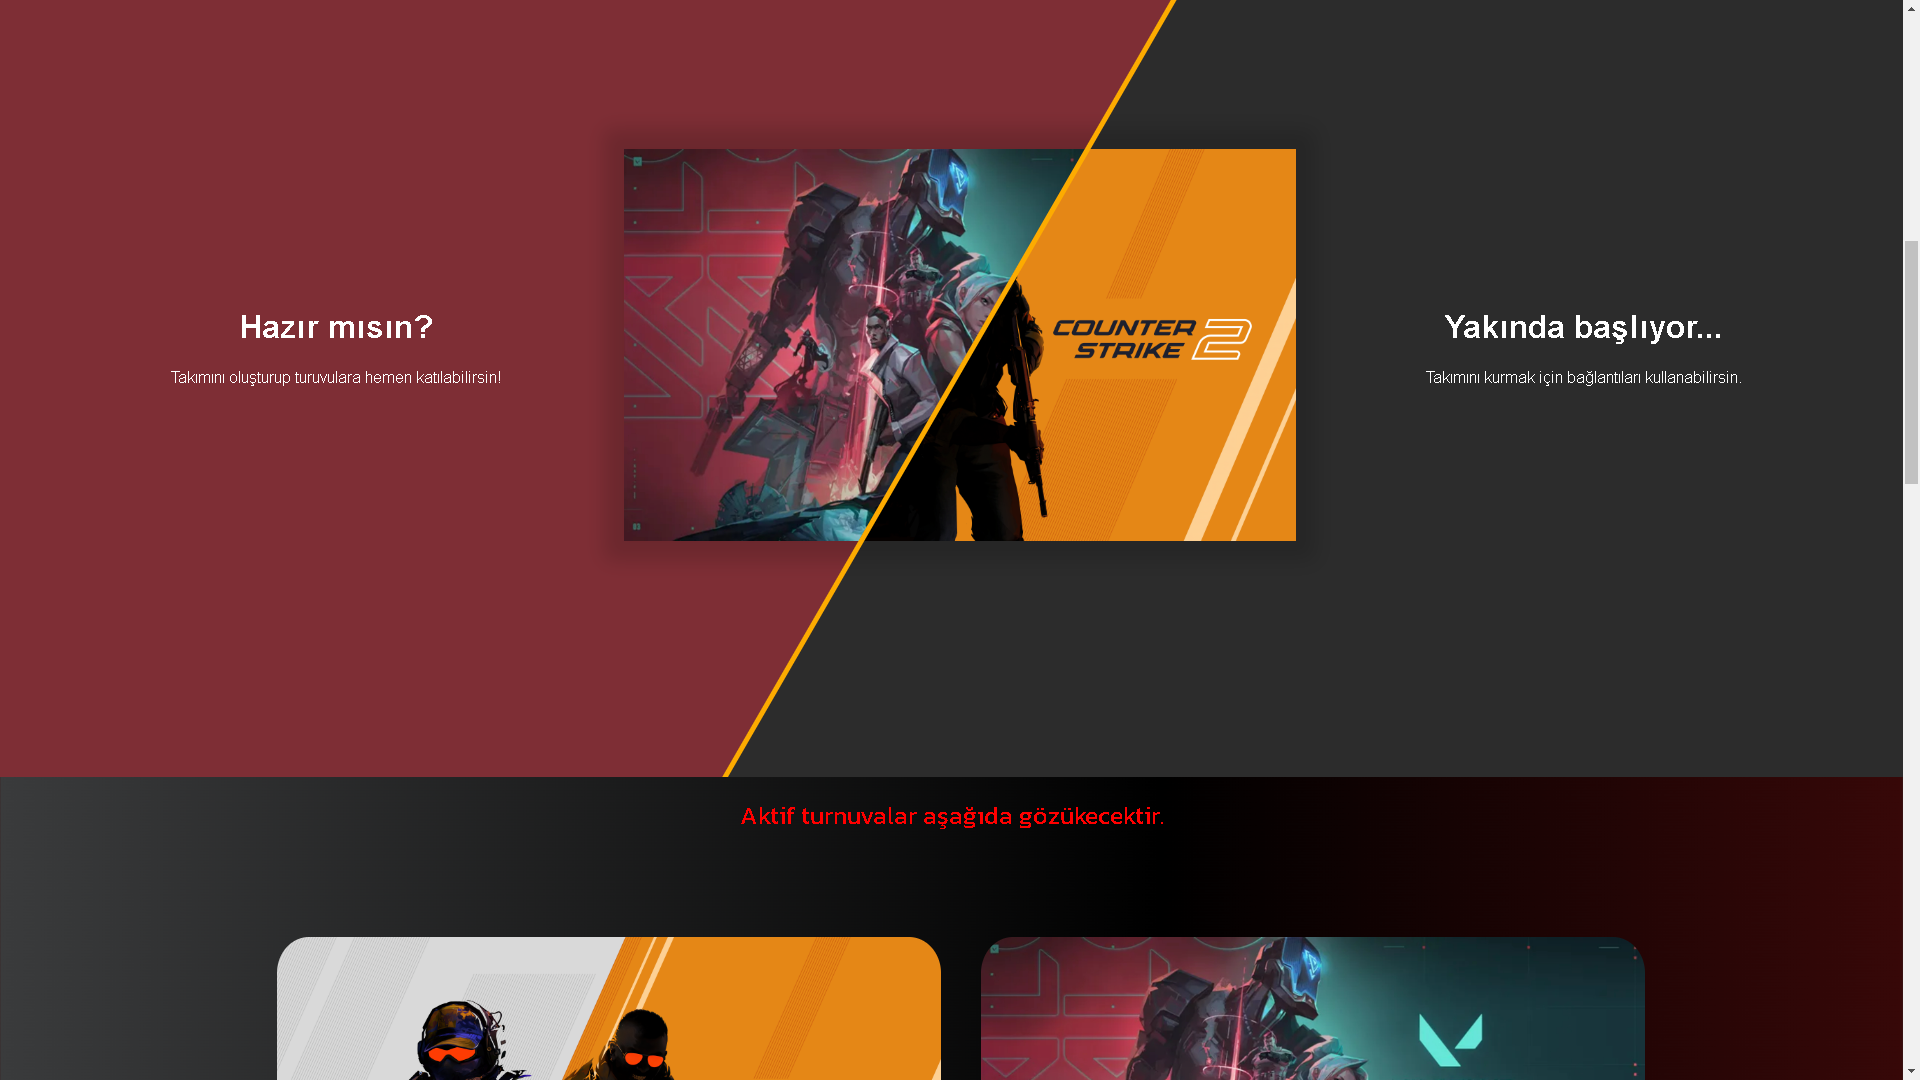 Hazır mısın?
Takımını oluşturup turuvulara hemen katılabilirsin!
COUNTER
STRIKE 2
Yakında başlıyor...
Takımını kurmak için bağlantıları kullanabilirsin.
Aktif turnuvalar aşağıda gözükecektir.